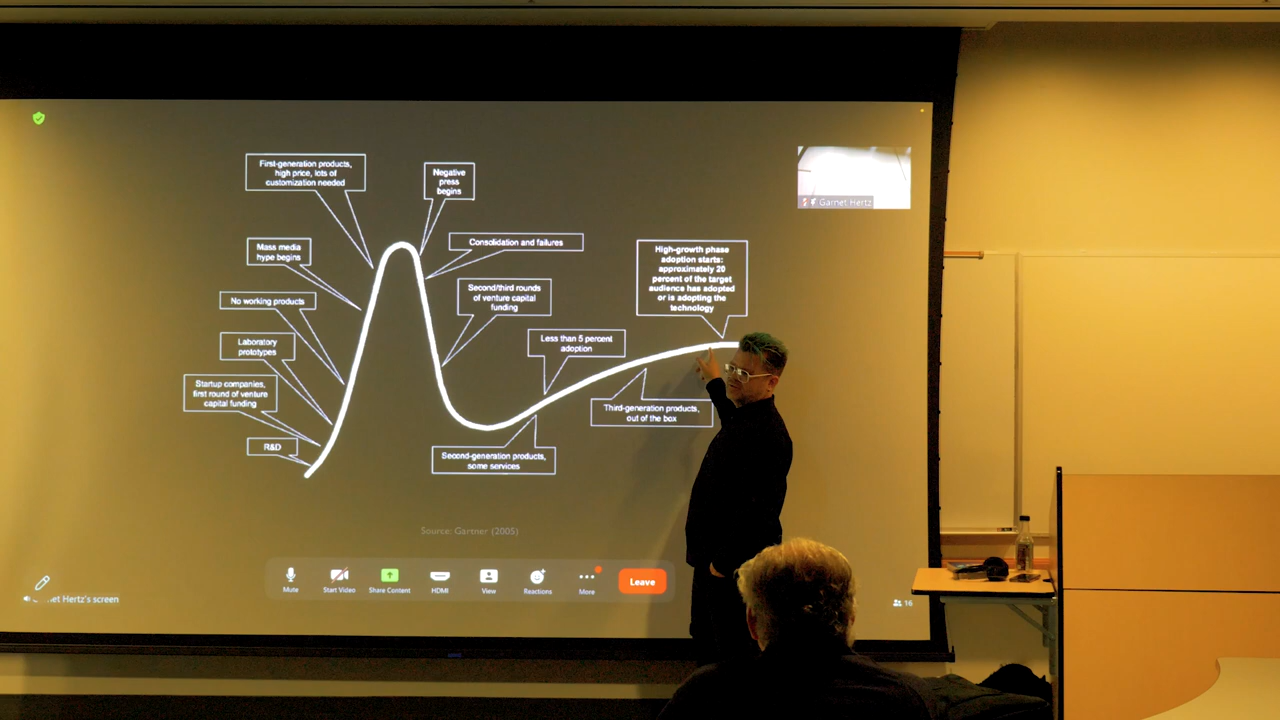 First-generation products,
high price, lots of
customization needed
Negative
press
begins
Mass media
hype begins
Consolidation and failures
High-growth phase
adoption starts:
approximately 20
percent of the target
audience has adopted
or is adopting the
technology
No working products
Second/third rounds
of venture capital
funding
Laboratory
prototypes
Less than 5 percent
adoption
Startup companies,
first round of venture
capital funding
Third-generation products,
out of the box
R&D
Second-generation products,
some services
Source: Gartner (2005)
Garnet Hertz
Mute
Start Video
Share Content
HDMI
View
Reactions
More
Leave
Hertz's screen
16